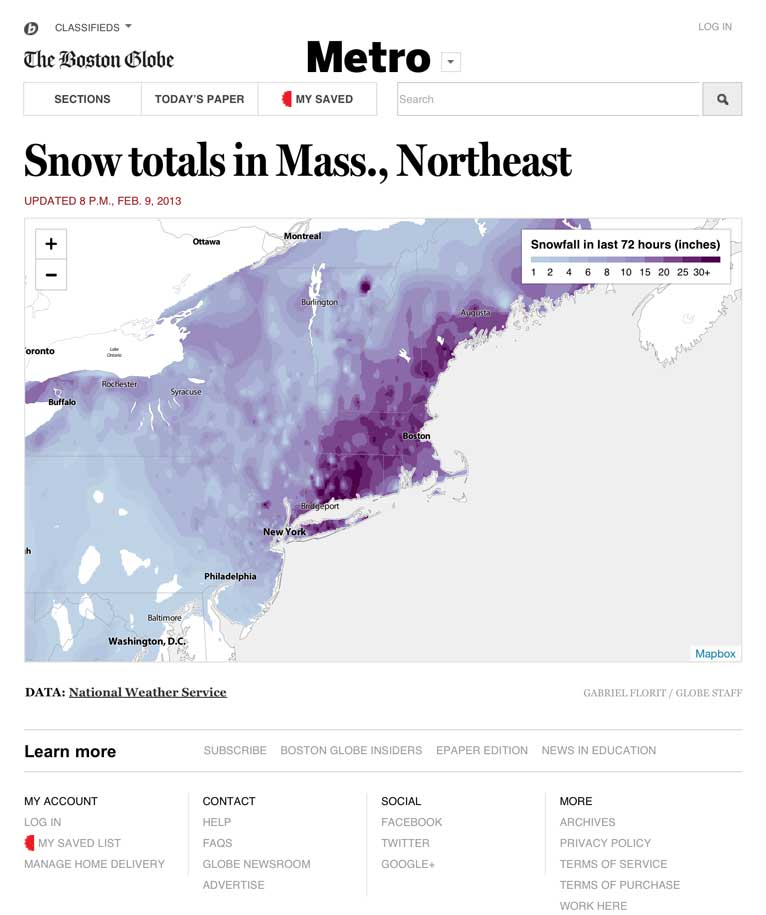 CLASSIFIEDS
LOG IN
The Boston Globe
Metro
SECTIONS
TODAY'S PAPER
MY SAVED
Search
Snow totals in Mass., Northeast
UPDATED 8 P.M., FEB. 9, 2013
+
−
Snowfall in last 72 hours (inches)
1 2 4 6 8 10 15 20 25 30+
Ottawa
Montreal
Burlington
Augusta
oronto
Lake
Ontario
Rochester
Syracuse
Buffalo
Boston
Bridgeport
New York
h
Philadelphia
Baltimore
Washington, D.C.
Mapbox
DATA: National Weather Service
GABRIEL FLORIT / GLOBE STAFF
Learn more
SUBSCRIBE
BOSTON GLOBE INSIDERS
EPAPER EDITION
NEWS IN EDUCATION
MY ACCOUNT
LOG IN
MY SAVED LIST
MANAGE HOME DELIVERY
CONTACT
HELP
FAQS
GLOBE NEWSROOM
ADVERTISE
SOCIAL
FACEBOOK
TWITTER
GOOGLE+
MORE
ARCHIVES
PRIVACY POLICY
TERMS OF SERVICE
TERMS OF PURCHASE
WORK HERE